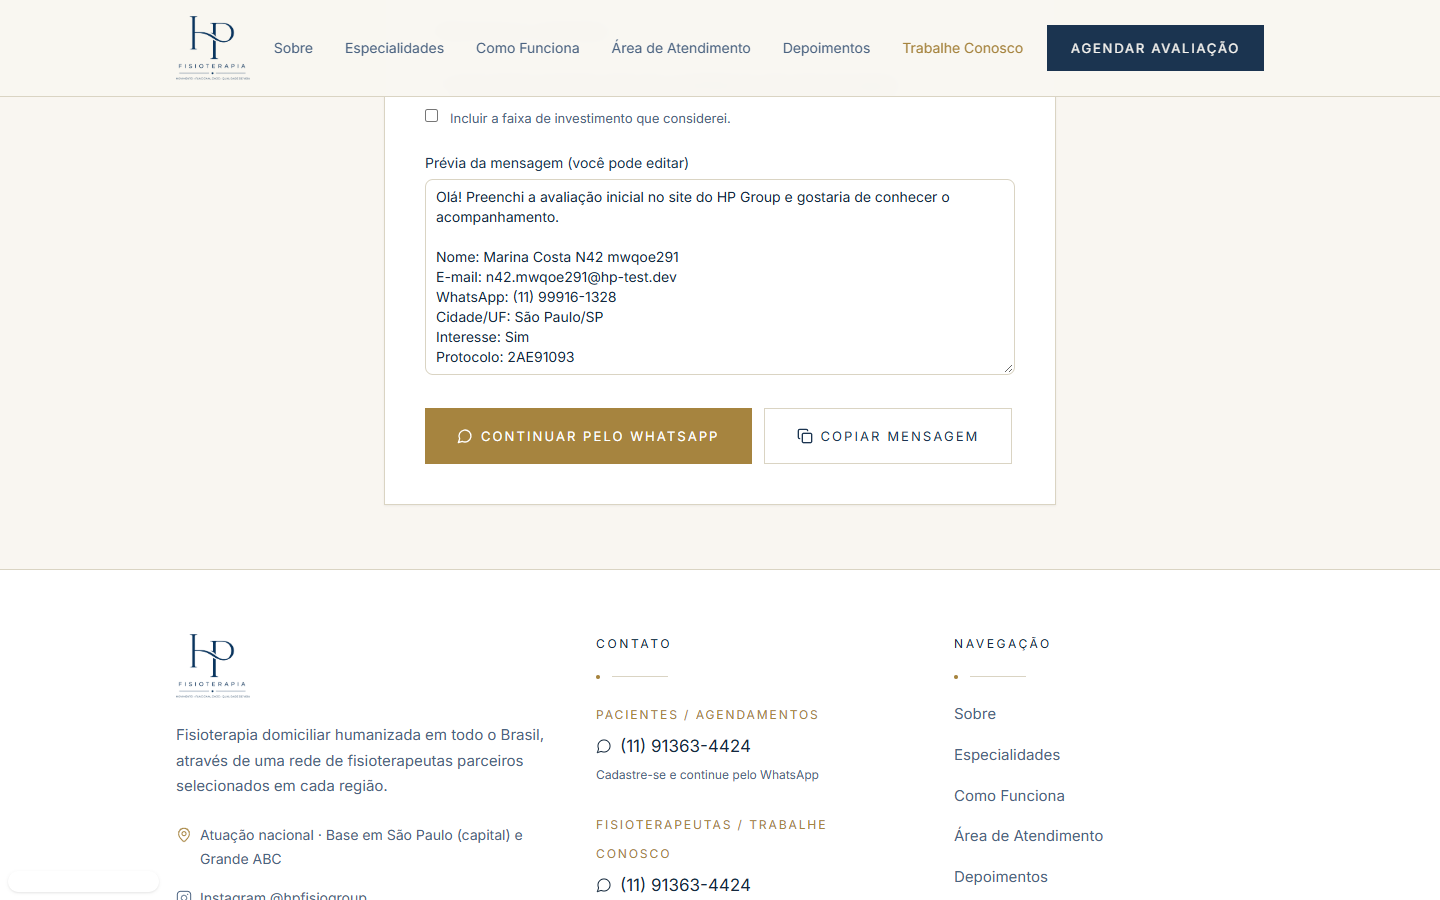 HP
FISIOTERAPIA
Sobre
Especialidades
Como Funciona
Área de Atendimento
Depoimentos
Trabalhe Conosco
AGENDAR AVALIAÇÃO
Incluir a faixa de investimento que considerei.
Prévia da mensagem (você pode editar)
Olá! Preenchi a avaliação inicial no site do HP Group e gostaria de conhecer o
acompanhamento.
Nome: Marina Costa N42 mwqoe291
E-mail: n42.mwqoe291@hp-test.dev
WhatsApp: (11) 99916-1328
Cidade/UF: São Paulo/SP
Interesse: Sim
Protocolo: 2AE91093
CONTINUAR PELO WHATSAPP
COPIAR MENSAGEM
HP
FISIOTERAPIA
Fisioterapia domiciliar humanizada em todo o Brasil,
através de uma rede de fisioterapeutas parceiros
selecionados em cada região.
Atuação nacional · Base em São Paulo (capital) e
Grande ABC
Instagram @hpfisiogroup
CONTATO
PACIENTES / AGENDAMENTOS
(11) 91363-4424
Cadastre-se e continue pelo WhatsApp
FISIOTERAPEUTAS / TRABALHE
CONOSCO
(11) 91363-4424
NAVEGAÇÃO
Sobre
Especialidades
Como Funciona
Área de Atendimento
Depoimentos